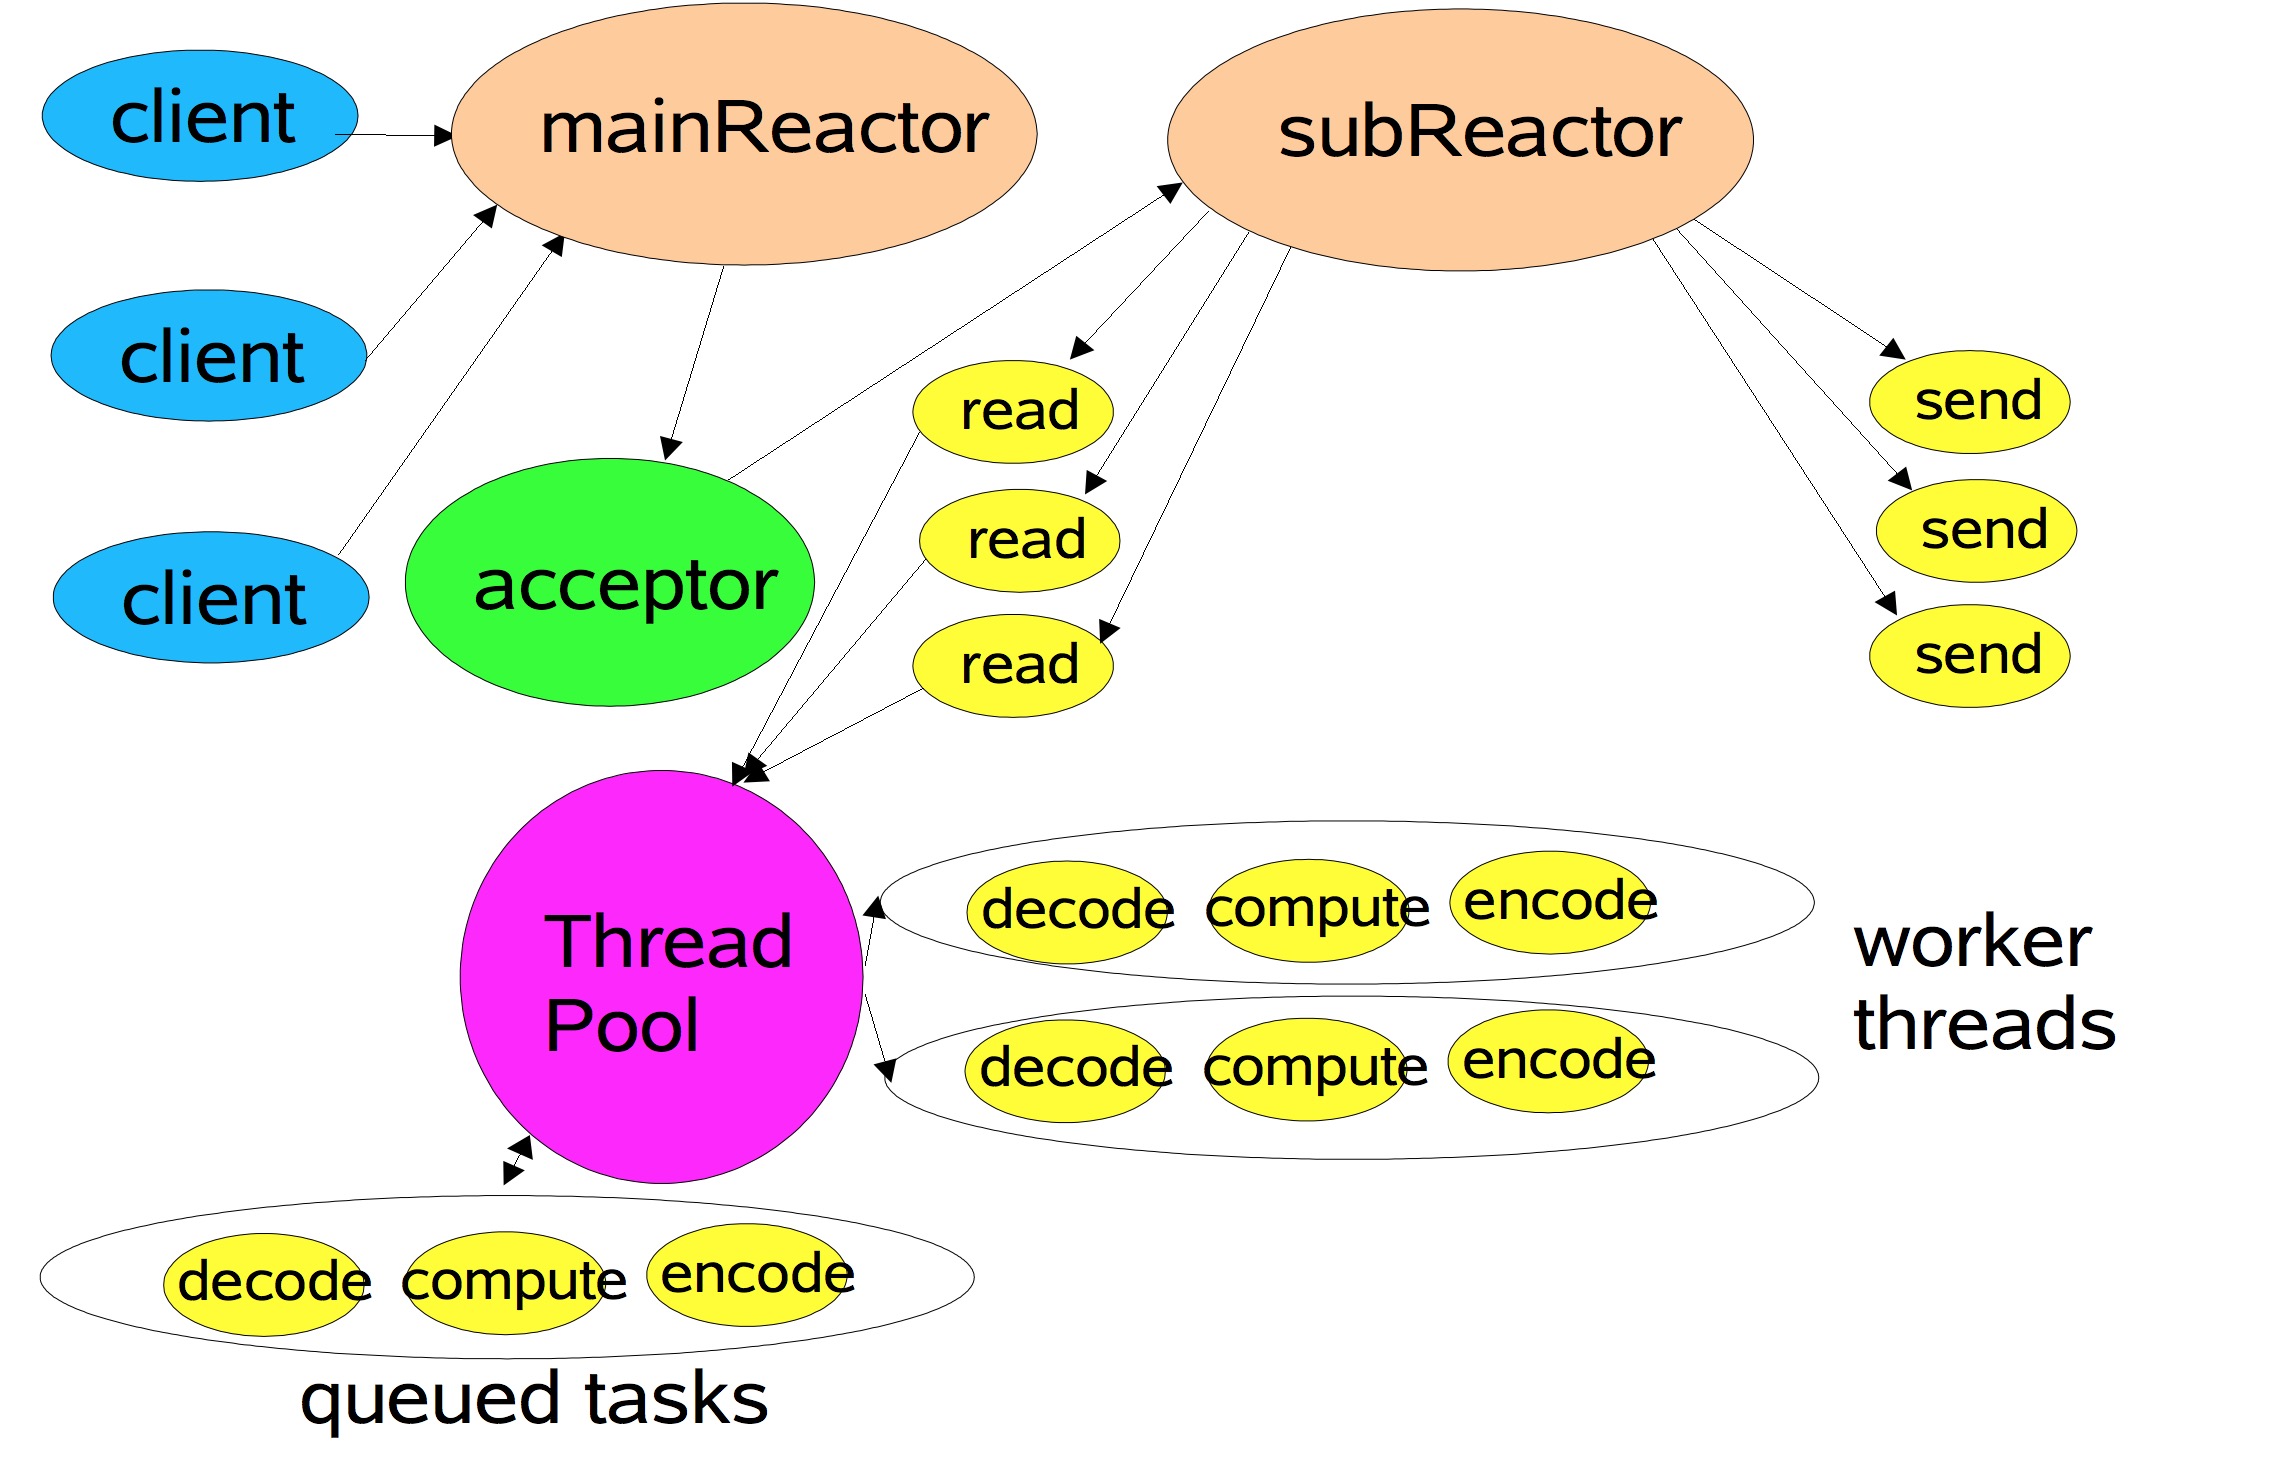 client
mainReactor
subReactor
client
client
acceptor
read
read
read
send
send
send
Thread
Pool
decode compute encode
decode compute encode
worker
threads
decode compute encode
queued tasks